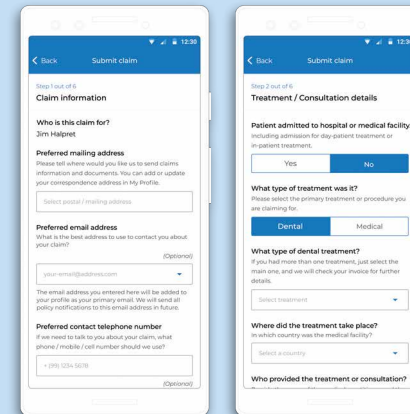 12:30
Back
Submit claim
Step 1 out of 6
Claim information
Who is this claim for?
Jim Halpret
Preferred mailing address
Please tell where would you like us to send claims
information and documents. You can add or update
your correspondence address in My Profile.
Select postal / mailing address
Preferred email address
What is the best address to use to contact you about
your claim?
(Optional)
your-email@address.com
The email address you entered here will be added to
your profile as your primary email. We will send all
policy notifications to this email address in future.
Preferred contact telephone number
If we need to talk to you about your claim, what
phone / mobile / cell number should we use?
+ (99) 1234 5678
(Optional)
12:30
Back
Submit claim
Step 2 out of 6
Treatment / Consultation details
Patient admitted to hospital or medical facility
Including admission for day-patient treatment or
in-patient treatment.
Yes
No
What type of treatment was it?
Please select the primary treatment or procedure you
are claiming for.
Dental
Medical
What type of dental treatment?
If you had more than one treatment, just select the
main one, and we will check your invoice for further
details.
Select treatment
Where did the treatment take place?
In which country was the medical facility?
Select a country
Who provided the treatment or consultation?